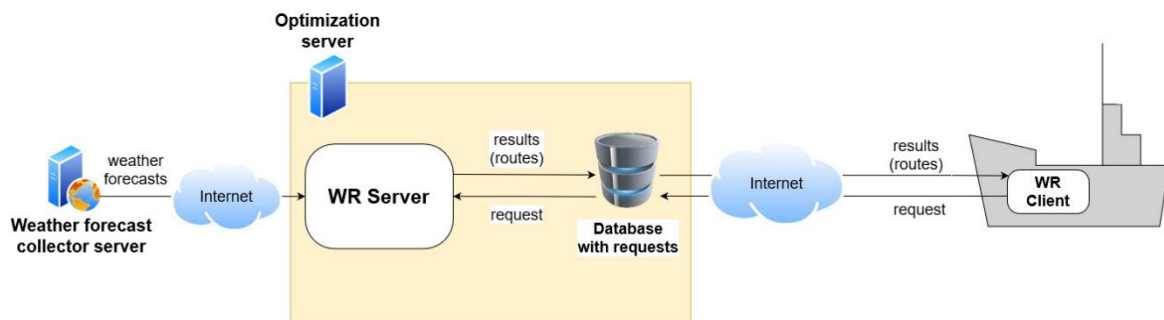 Optimization
server
weather
forecasts
Internet
Weather forecast
collector server
WR Server
results
(routes)
request
Database
with requests
Internet
results
(routes)
request
WR
Client